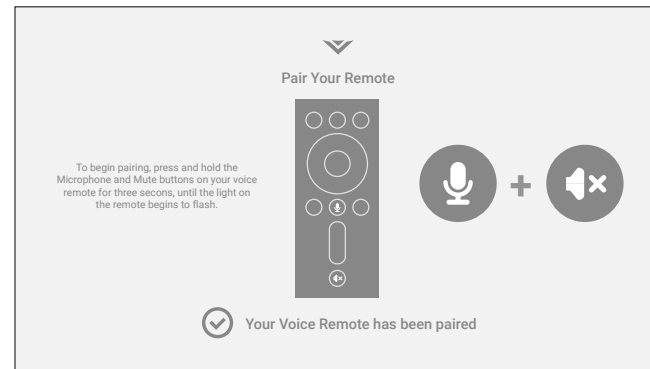 Pair Your Remote
To begin pairing, press and hold the
Microphone and Mute buttons on your voice
remote for three secons, until the light on
the remote begins to flash.
Your Voice Remote has been paired